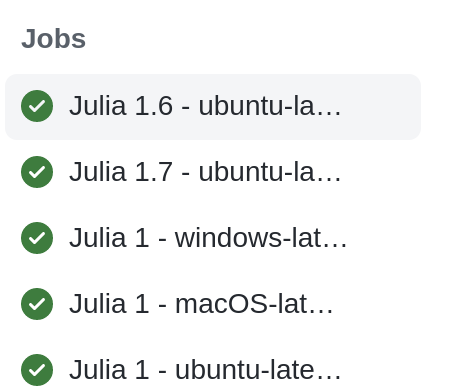 Jobs
Julia 1.6 - ubuntu-la…
Julia 1.7 - ubuntu-la…
Julia 1 - windows-lat…
Julia 1 - macOS-lat…
Julia 1 - ubuntu-late…